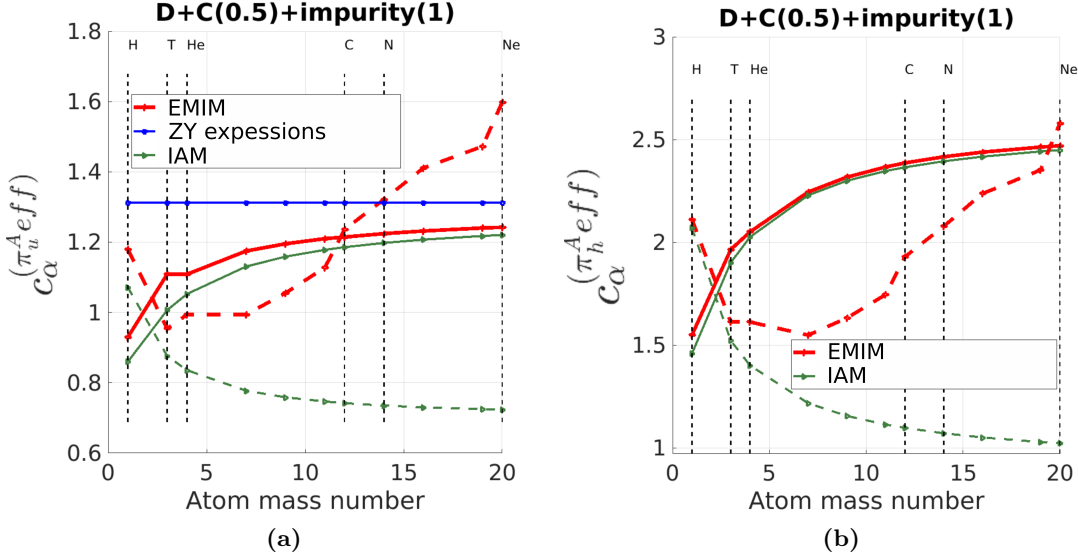 D+C(0.5)+impurity(1)
1.8
1.6
1.4
1.2
1
0.8
0.6
0
5
10
15
20
H
T
He
C
N
Ne
EMIM
ZY expessions
IAM
c_α^(π_u^A eff)
Atom mass number
(a)
D+C(0.5)+impurity(1)
3
2.5
2
1.5
1
0
5
10
15
20
H
T
He
C
N
Ne
EMIM
IAM
c_α^(π_h^A eff)
Atom mass number
(b)